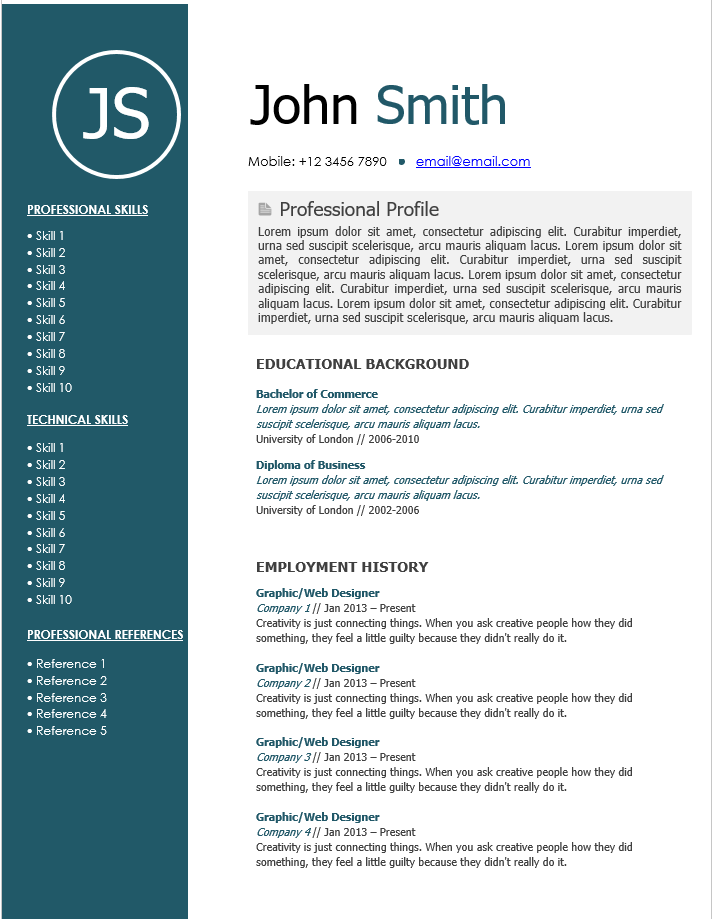 JS
PROFESSIONAL SKILLS
• Skill 1
• Skill 2
• Skill 3
• Skill 4
• Skill 5
• Skill 6
• Skill 7
• Skill 8
• Skill 9
• Skill 10
TECHNICAL SKILLS
• Skill 1
• Skill 2
• Skill 3
• Skill 4
• Skill 5
• Skill 6
• Skill 7
• Skill 8
• Skill 9
• Skill 10
PROFESSIONAL REFERENCES
• Reference 1
• Reference 2
• Reference 3
• Reference 4
• Reference 5
John Smith
Mobile: +12 3456 7890 • email@email.com
Professional Profile
Lorem ipsum dolor sit amet, consectetur adipiscing elit. Curabitur imperdiet,
urna sed suscipit scelerisque, arcu mauris aliquam lacus. Lorem ipsum dolor sit
amet, consectetur adipiscing elit. Curabitur imperdiet, urna sed suscipit
scelerisque, arcu mauris aliquam lacus. Lorem ipsum dolor sit amet, consectetur
adipiscing elit. Curabitur imperdiet, urna sed suscipit scelerisque, arcu mauris
aliquam lacus. Lorem ipsum dolor sit amet, consectetur adipiscing elit. Curabitur
imperdiet, urna sed suscipit scelerisque, arcu mauris aliquam lacus.
EDUCATIONAL BACKGROUND
Bachelor of Commerce
Lorem ipsum dolor sit amet, consectetur adipiscing elit. Curabitur imperdiet, urna sed
suscipit scelerisque, arcu mauris aliquam lacus.
University of London // 2006-2010
Diploma of Business
Lorem ipsum dolor sit amet, consectetur adipiscing elit. Curabitur imperdiet, urna sed
suscipit scelerisque, arcu mauris aliquam lacus.
University of London // 2002-2006
EMPLOYMENT HISTORY
Graphic/Web Designer
Company 1 // Jan 2013 – Present
Creativity is just connecting things. When you ask creative people how they did
something, they feel a little guilty because they didn't really do it.
Graphic/Web Designer
Company 2 // Jan 2013 – Present
Creativity is just connecting things. When you ask creative people how they did
something, they feel a little guilty because they didn't really do it.
Graphic/Web Designer
Company 3 // Jan 2013 – Present
Creativity is just connecting things. When you ask creative people how they did
something, they feel a little guilty because they didn't really do it.
Graphic/Web Designer
Company 4 // Jan 2013 – Present
Creativity is just connecting things. When you ask creative people how they did
something, they feel a little guilty because they didn't really do it.